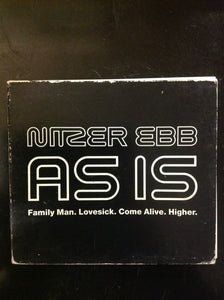 NITZER EBB
AS IS
Family Man. Lovesick. Come Alive. Higher.